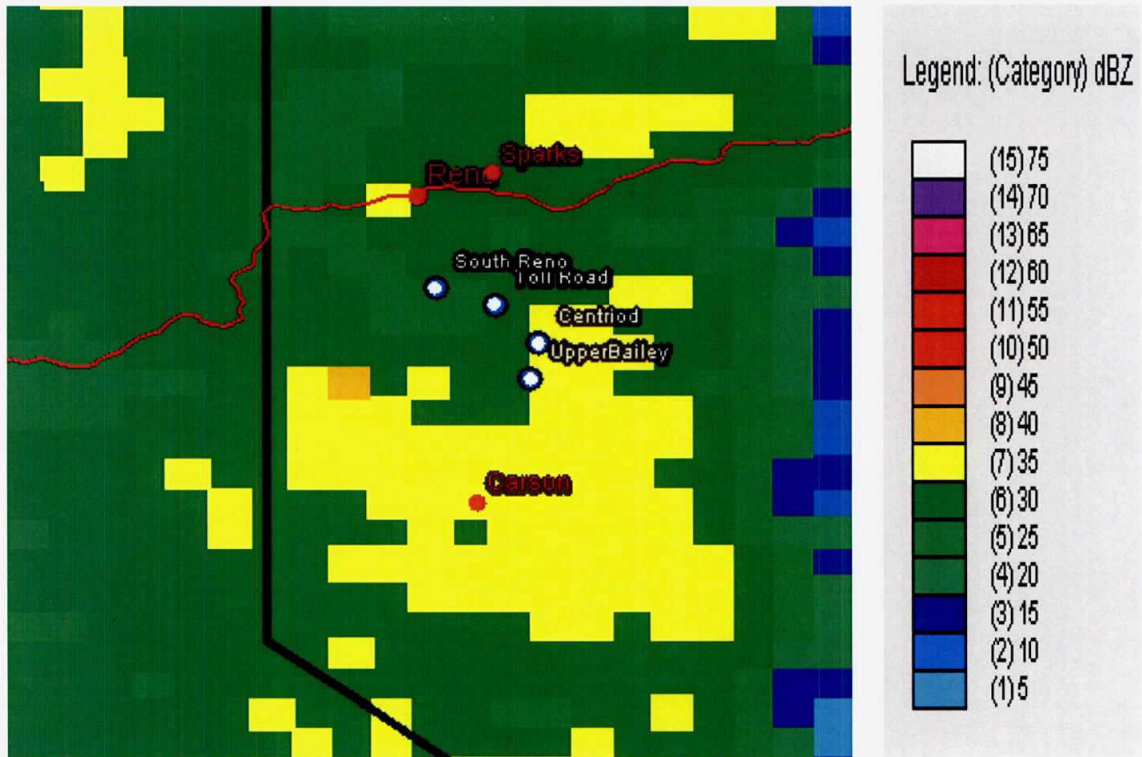 Sparks
Reno
South Reno
Toll Road
Centriod
UpperBailey
Carson
Legend: (Category) dBZ
(15) 75
(14) 70
(13) 65
(12) 60
(11) 55
(10) 50
(9) 45
(8) 40
(7) 35
(6) 30
(5) 25
(4) 20
(3) 15
(2) 10
(1) 5